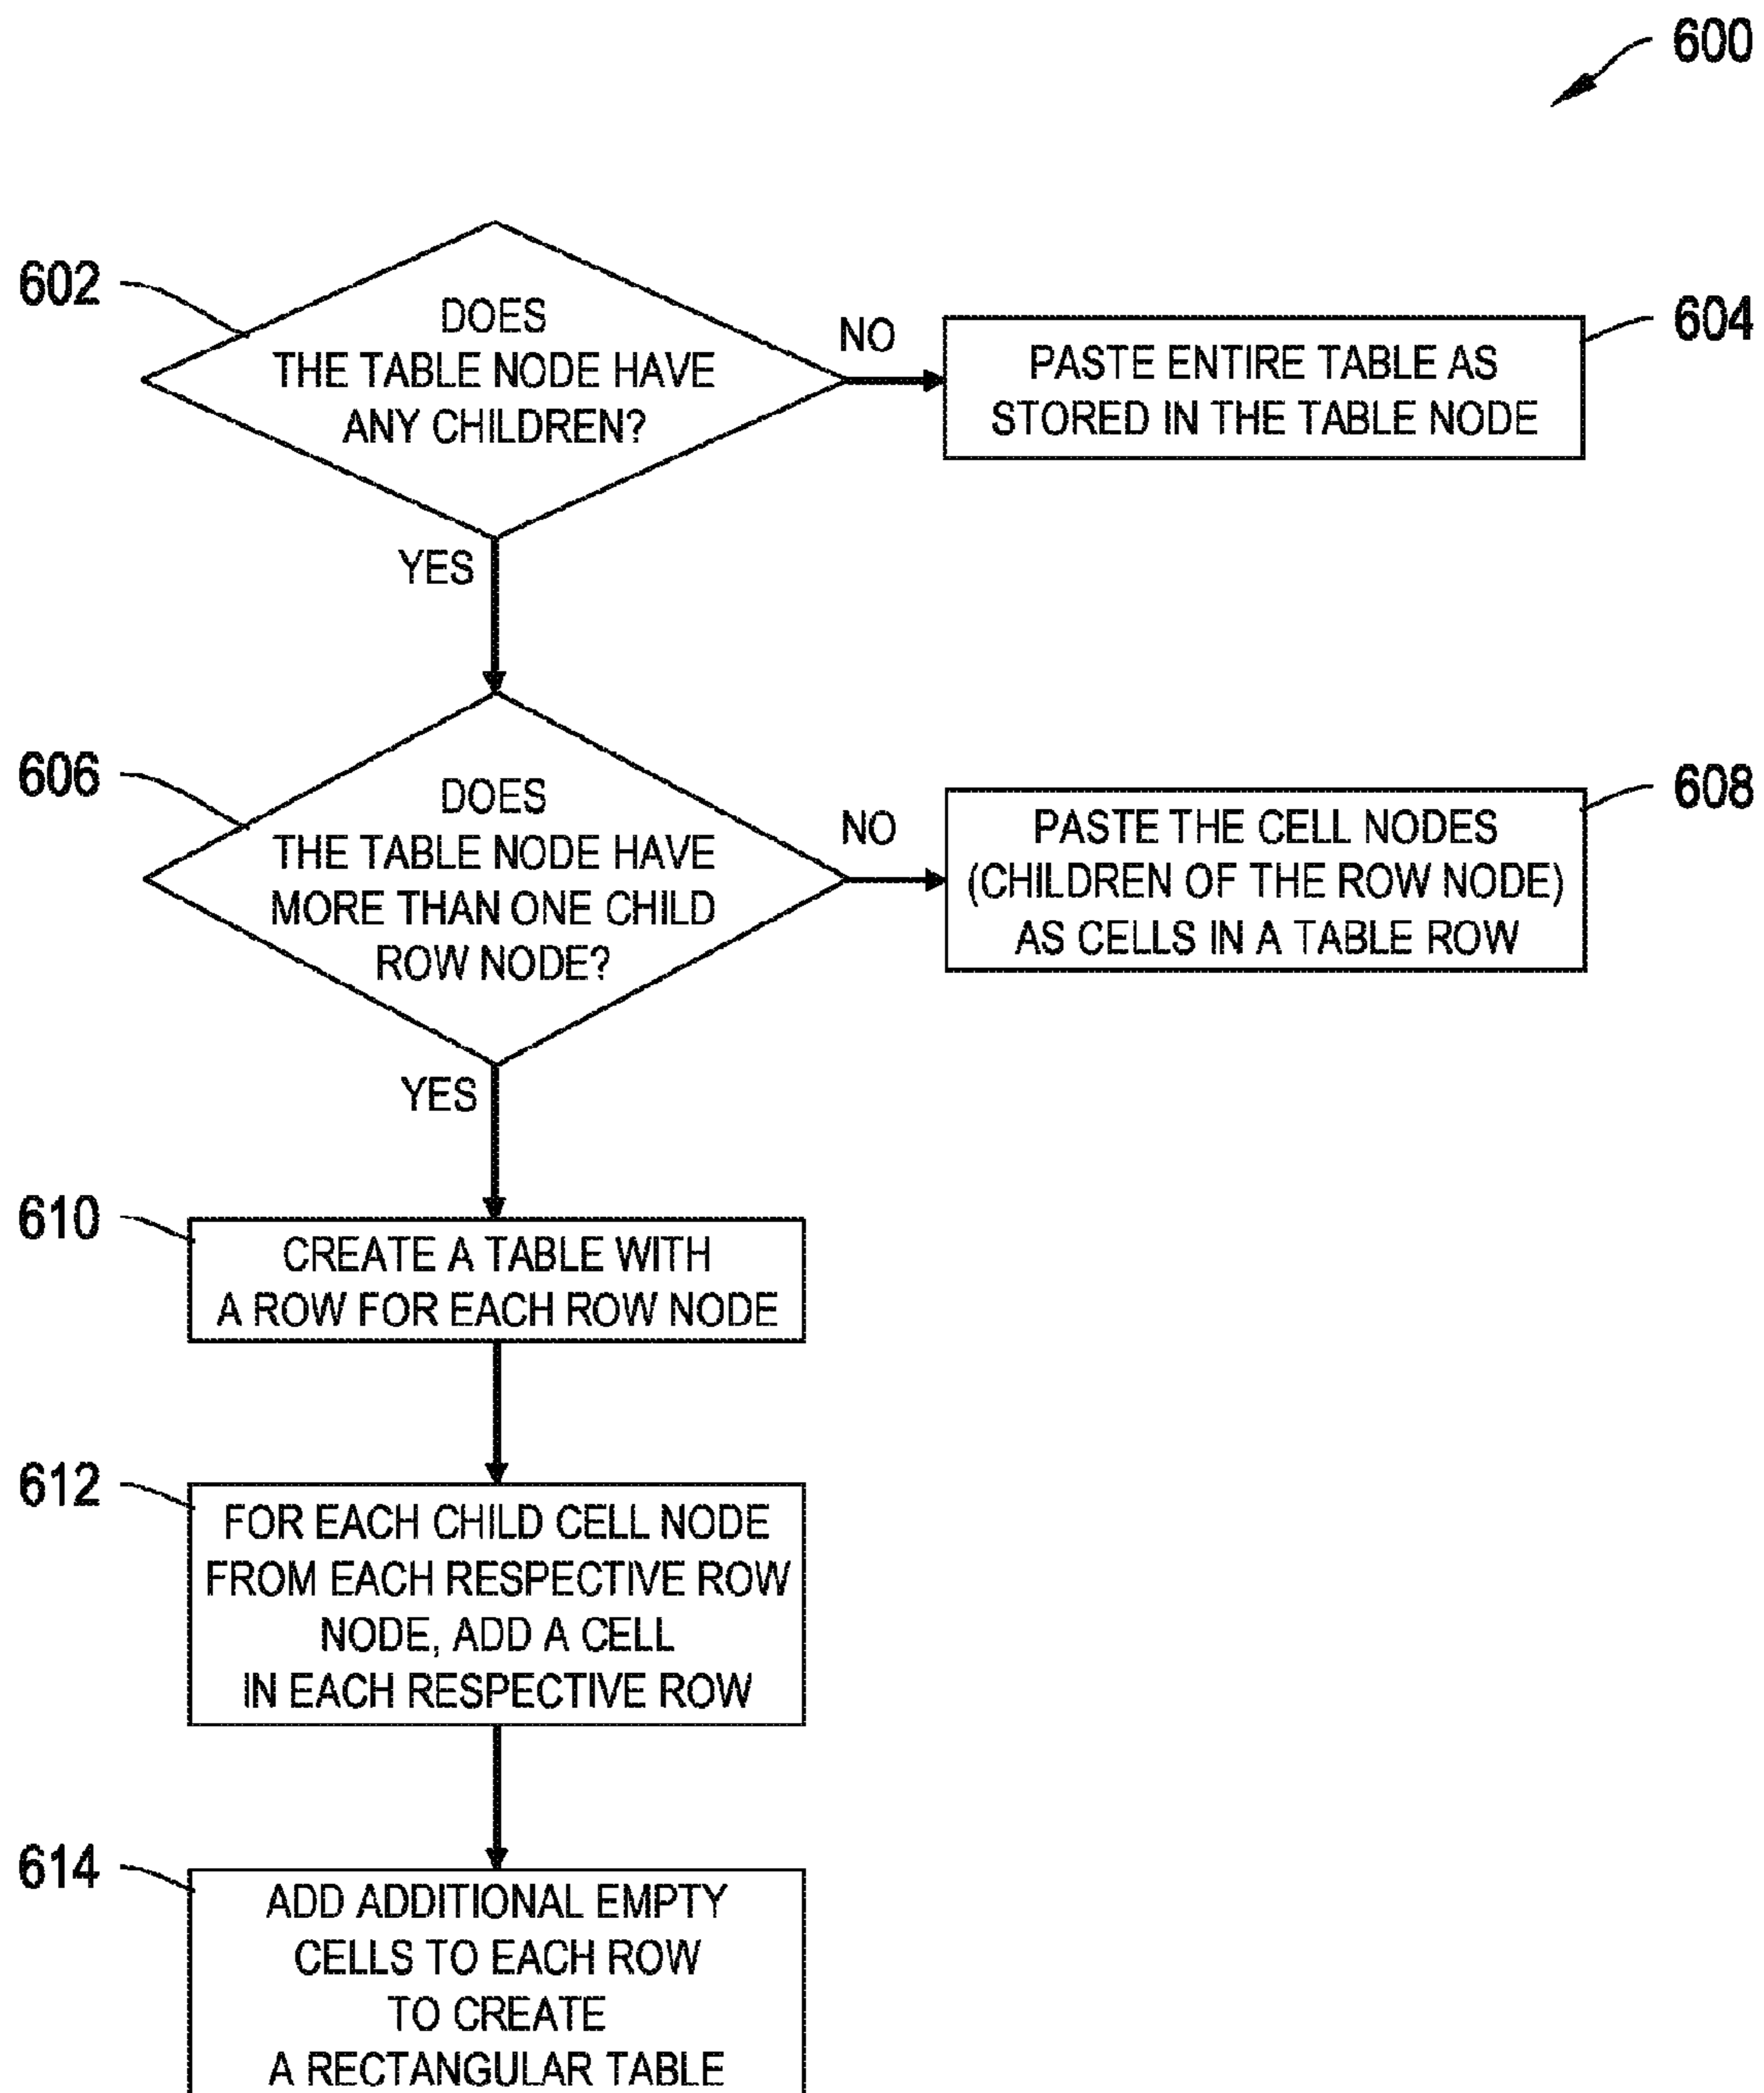 600
602
DOES
THE TABLE NODE HAVE
ANY CHILDREN?
NO
604
PASTE ENTIRE TABLE AS
STORED IN THE TABLE NODE
YES
606
DOES
THE TABLE NODE HAVE
MORE THAN ONE CHILD
ROW NODE?
NO
608
PASTE THE CELL NODES
(CHILDREN OF THE ROW NODE)
AS CELLS IN A TABLE ROW
YES
610
CREATE A TABLE WITH
A ROW FOR EACH ROW NODE
612
FOR EACH CHILD CELL NODE
FROM EACH RESPECTIVE ROW
NODE, ADD A CELL
IN EACH RESPECTIVE ROW
614
ADD ADDITIONAL EMPTY
CELLS TO EACH ROW
TO CREATE
A RECTANGULAR TABLE